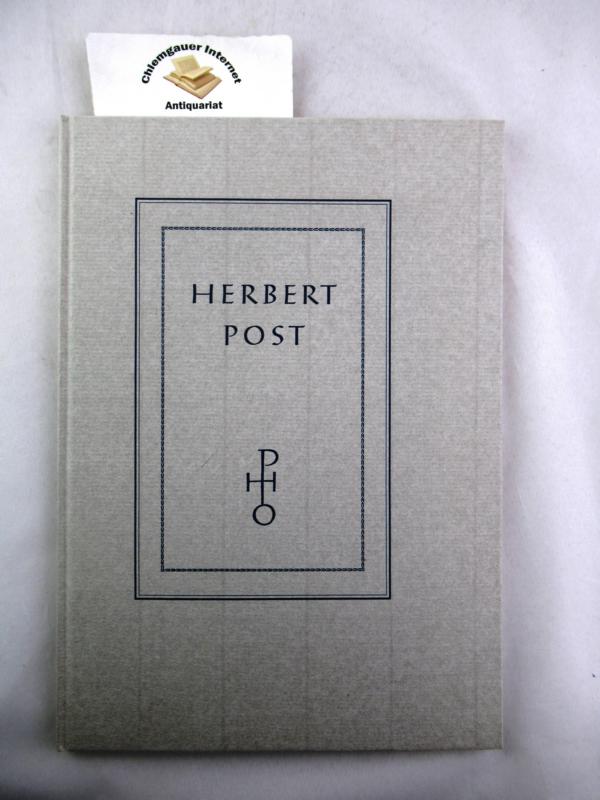 Chiemgauer Internet
Antiquariat
HERBERT
POST
P
H
O